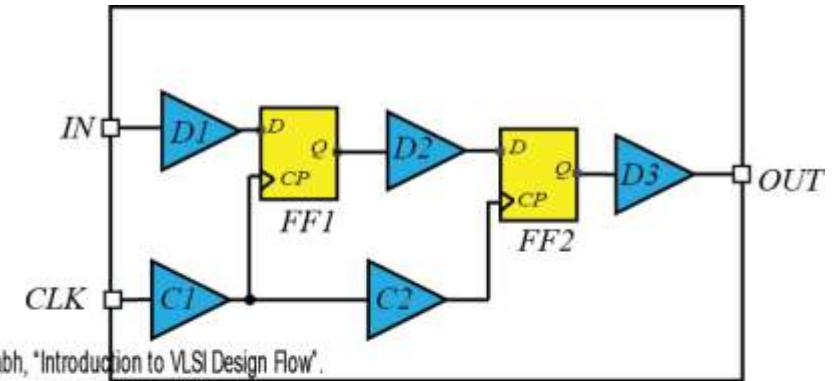 IN
D1
D
Q
CP
FF1
D2
D
Q
CP
FF2
D3
OUT
CLK
C1
C2
"Introduction to VLSI Design Flow".